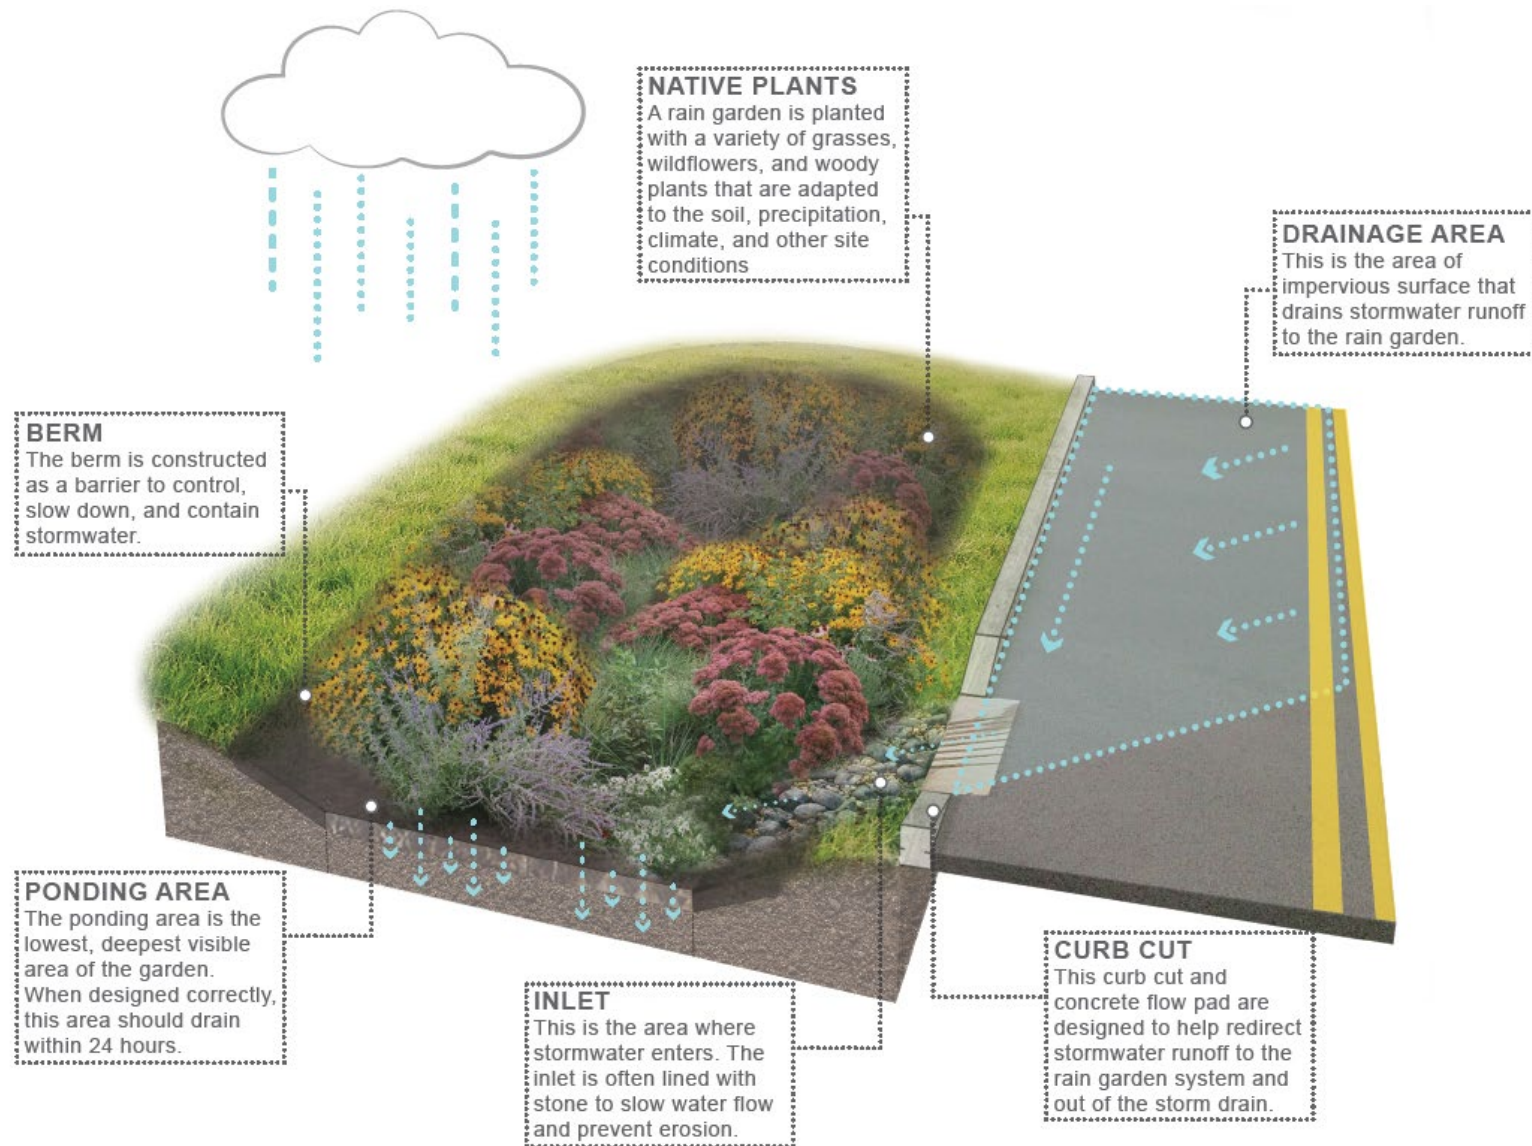 NATIVE PLANTS
A rain garden is planted
with a variety of grasses,
wildflowers, and woody
plants that are adapted
to the soil, precipitation,
climate, and other site
conditions
DRAINAGE AREA
This is the area of
impervious surface that
drains stormwater runoff
to the rain garden.
BERM
The berm is constructed
as a barrier to control,
slow down, and contain
stormwater.
PONDING AREA
The ponding area is the
lowest, deepest visible
area of the garden.
When designed correctly,
this area should drain
within 24 hours.
INLET
This is the area where
stormwater enters. The
inlet is often lined with
stone to slow water flow
and prevent erosion.
CURB CUT
This curb cut and
concrete flow pad are
designed to help redirect
stormwater runoff to the
rain garden system and
out of the storm drain.